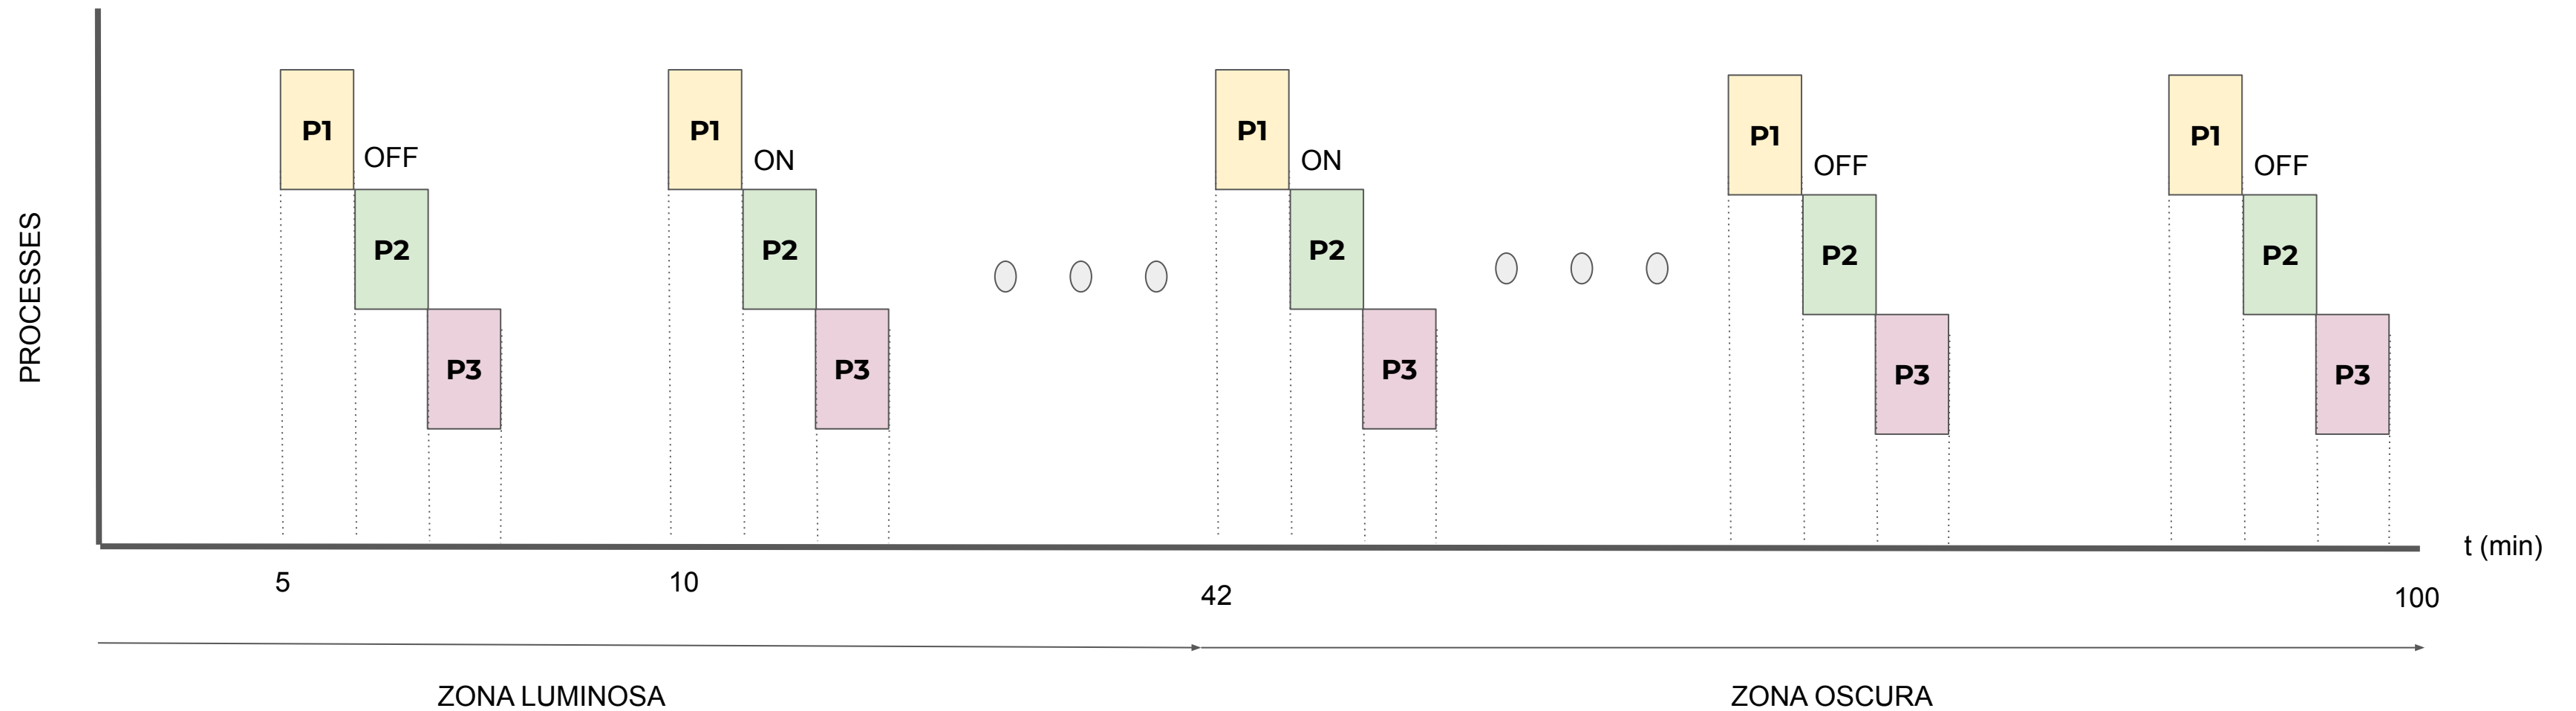 PROCESSES
P1
OFF
P2
P3
P1
ON
P2
P3
P1
ON
P2
P3
P1
OFF
P2
P3
P1
OFF
P2
P3
t (min)
5
10
42
100
ZONA LUMINOSA
ZONA OSCURA